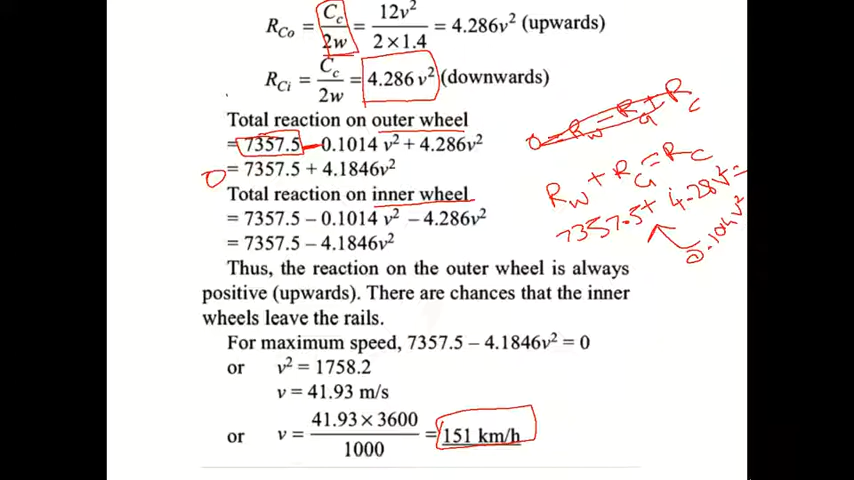 R_Co = C_c / 2w = 12v² / 2 × 1.4 = 4.286v² (upwards)
R_Ci = C_c / 2w = 4.286 v² (downwards)
Total reaction on outer wheel
= 7357.5 – 0.1014 v² + 4.286v²
0 = 7357.5 + 4.1846v²
Total reaction on inner wheel
= 7357.5 – 0.1014 v² – 4.286v²
= 7357.5 – 4.1846v²
Thus, the reaction on the outer wheel is always
positive (upwards). There are chances that the inner
wheels leave the rails.
For maximum speed, 7357.5 – 4.1846v² = 0
or v² = 1758.2
v = 41.93 m/s
or v = 41.93 × 3600 / 1000 = 151 km/h
R_W + R_G = R_C
7357.5+ 4.28v² =
0.104v²